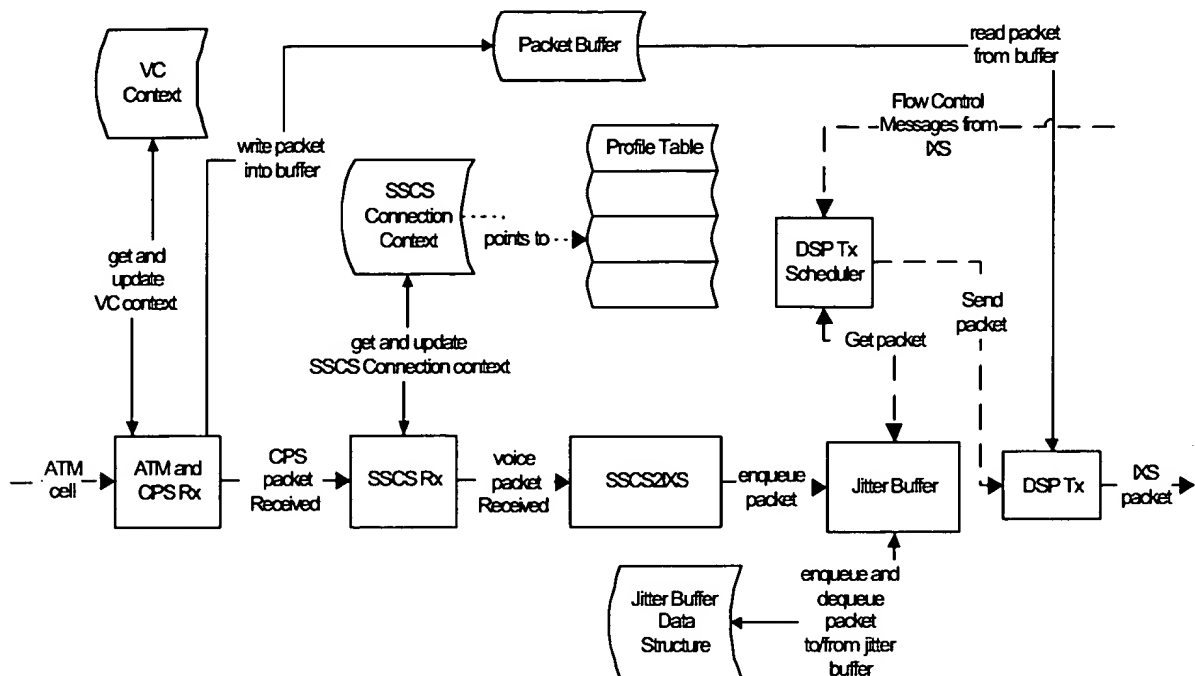 Packet Buffer
read packet
from buffer
VC
Context
Flow Control
Messages from
IXS
write packet
into buffer
Profile Table
SSCS
Connection
Context
points to
DSP Tx
Scheduler
get and
update
VC context
Send
packet
get and update
SSCS Connection context
Get packet
ATM
cell
ATM and
CPS Rx
CPS
packet
Received
SSCS Rx
voice
packet
Received
SSCS2IXS
enqueue
packet
Jitter Buffer
DSP Tx
IXS
packet
Jitter Buffer
Data
Structure
enqueue and
dequeue
packet
to/from jitter
buffer